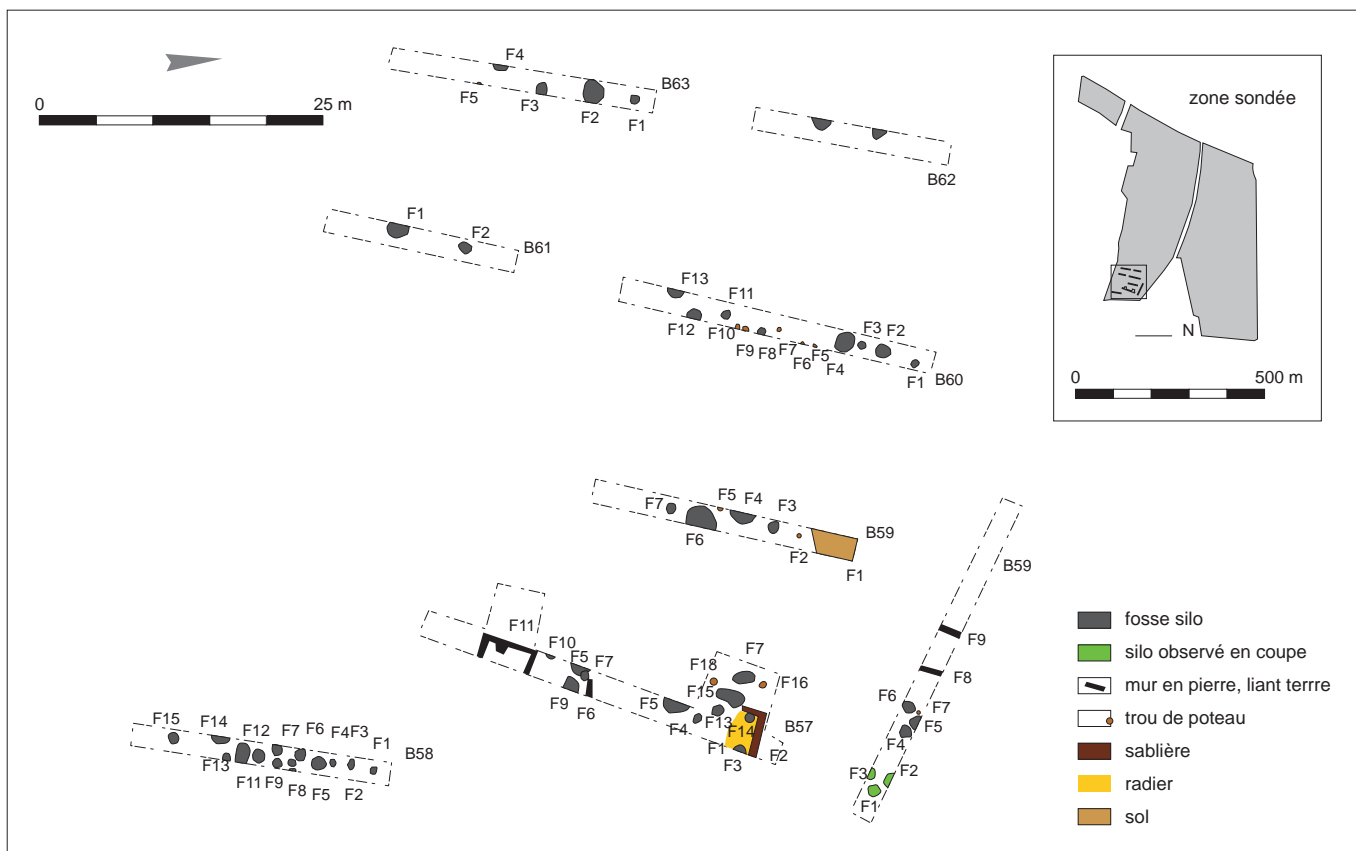 0 25 m
F4
F5 F3 F2 F1
B63
B62
F1 F2
B61
F13 F11
F12 F10 F9 F8 F7 F6 F5 F4
F3 F2
F1 B60
F5 F4 F3
F7
F6 F2 F1
B59
F11 F10 F5 F7
F9 F6
F7
F18 F16
F15
F5 F4 F13 F14
F1 F3 F2
B57
F15 F14 F12 F7 F6 F4 F3 F1
B58
F13 F11 F9 F8 F5 F2
B59
F9
F8
F6 F7
F5
F4
F3 F2
F1
zone sondée
N
0 500 m
fosse silo
silo observé en coupe
mur en pierre, liant terrre
trou de poteau
sablière
radier
sol